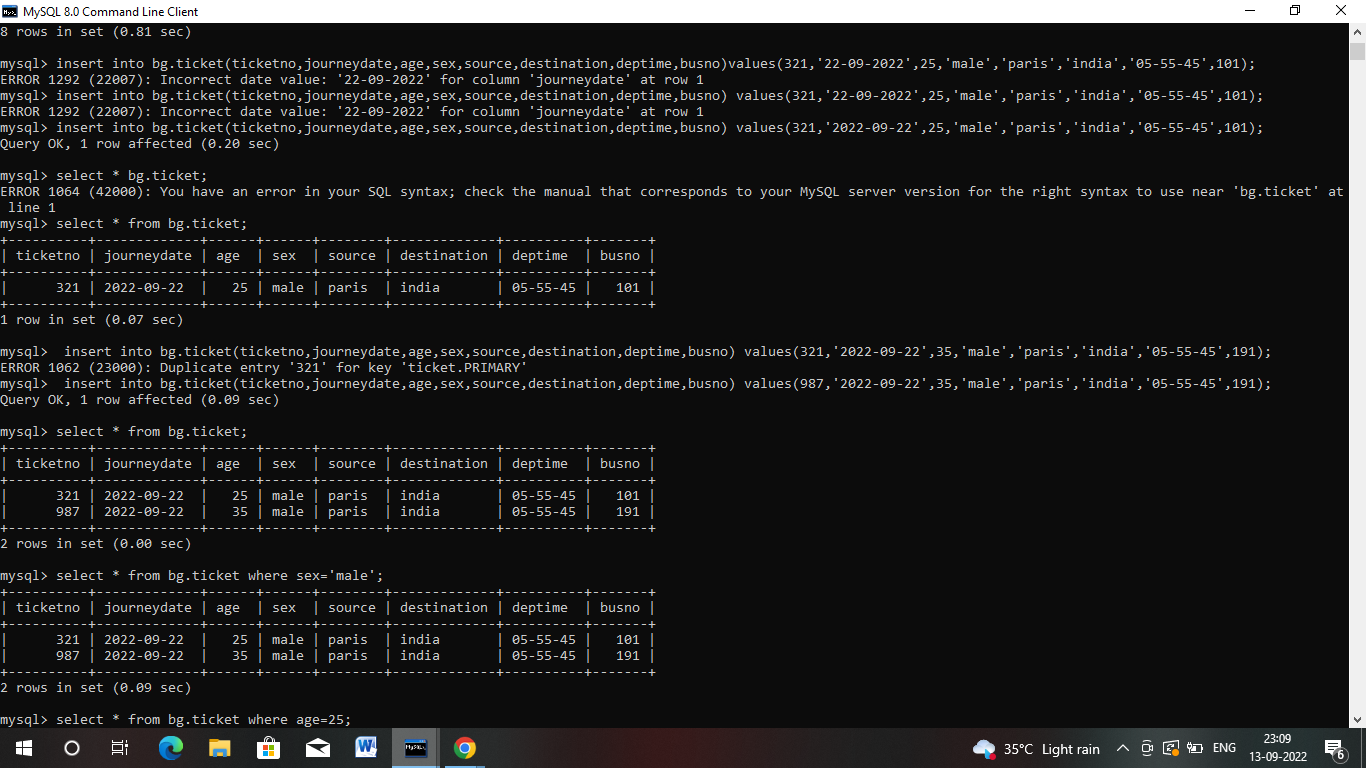 MySQL 8.0 Command Line Client
8 rows in set (0.81 sec)
mysql> insert into bg.ticket(ticketno,journeydate,age,sex,source,destination,deptime,busno)values(321,'22-09-2022',25,'male','paris','india','05-55-45',101);
ERROR 1292 (22007): Incorrect date value: '22-09-2022' for column 'journeydate' at row 1
mysql> insert into bg.ticket(ticketno,journeydate,age,sex,source,destination,deptime,busno) values(321,'22-09-2022',25,'male','paris','india','05-55-45',101);
ERROR 1292 (22007): Incorrect date value: '22-09-2022' for column 'journeydate' at row 1
mysql> insert into bg.ticket(ticketno,journeydate,age,sex,source,destination,deptime,busno) values(321,'2022-09-22',25,'male','paris','india','05-55-45',101);
Query OK, 1 row affected (0.20 sec)
mysql> select * bg.ticket;
ERROR 1064 (42000): You have an error in your SQL syntax; check the manual that corresponds to your MySQL server version for the right syntax to use near 'bg.ticket' at
 line 1
mysql> select * from bg.ticket;
+----------+-------------+------+------+--------+-------------+----------+-------+
| ticketno | journeydate | age  | sex  | source | destination | deptime  | busno |
+----------+-------------+------+------+--------+-------------+----------+-------+
|      321 | 2022-09-22  |   25 | male | paris  | india       | 05-55-45 |   101 |
+----------+-------------+------+------+--------+-------------+----------+-------+
1 row in set (0.07 sec)
mysql>  insert into bg.ticket(ticketno,journeydate,age,sex,source,destination,deptime,busno) values(321,'2022-09-22',35,'male','paris','india','05-55-45',191);
ERROR 1062 (23000): Duplicate entry '321' for key 'ticket.PRIMARY'
mysql>  insert into bg.ticket(ticketno,journeydate,age,sex,source,destination,deptime,busno) values(987,'2022-09-22',35,'male','paris','india','05-55-45',191);
Query OK, 1 row affected (0.09 sec)
mysql> select * from bg.ticket;
+----------+-------------+------+------+--------+-------------+----------+-------+
| ticketno | journeydate | age  | sex  | source | destination | deptime  | busno |
+----------+-------------+------+------+--------+-------------+----------+-------+
|      321 | 2022-09-22  |   25 | male | paris  | india       | 05-55-45 |   101 |
|      987 | 2022-09-22  |   35 | male | paris  | india       | 05-55-45 |   191 |
+----------+-------------+------+------+--------+-------------+----------+-------+
2 rows in set (0.00 sec)
mysql> select * from bg.ticket where sex='male';
+----------+-------------+------+------+--------+-------------+----------+-------+
| ticketno | journeydate | age  | sex  | source | destination | deptime  | busno |
+----------+-------------+------+------+--------+-------------+----------+-------+
|      321 | 2022-09-22  |   25 | male | paris  | india       | 05-55-45 |   101 |
|      987 | 2022-09-22  |   35 | male | paris  | india       | 05-55-45 |   191 |
+----------+-------------+------+------+--------+-------------+----------+-------+
2 rows in set (0.09 sec)
mysql> select * from bg.ticket where age=25;
35°C Light rain ENG 23:09
13-09-2022 6